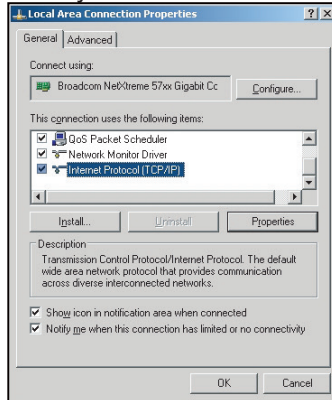 Local Area Connection Properties
General Advanced
Connect using:
Broadcom NetXtreme 57xx Gigabit Cc Configure...
This connection uses the following items:
QoS Packet Scheduler
Network Monitor Driver
Internet Protocol (TCP/IP)
Install... Uninstall Properties
Description
Transmission Control Protocol/Internet Protocol. The default
wide area network protocol that provides communication
across diverse interconnected networks.
Show icon in notification area when connected
Notify me when this connection has limited or no connectivity
OK Cancel